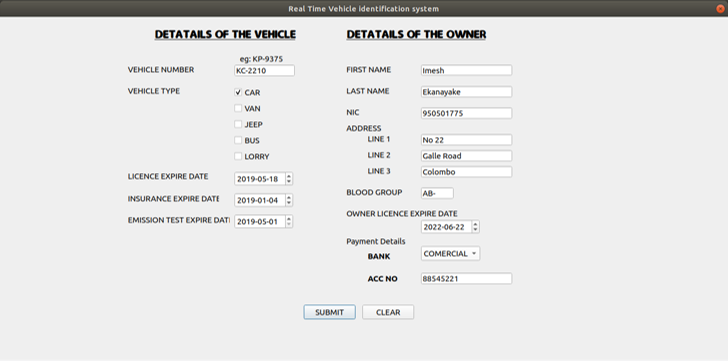 Real Time Vehicle identification system
DETATAILS OF THE VEHICLE
eg: KP-9375
VEHICLE NUMBER KC-2210
VEHICLE TYPE CAR
VAN
JEEP
BUS
LORRY
LICENCE EXPIRE DATE 2019-05-18
INSURANCE EXPIRE DATE 2019-01-04
EMISSION TEST EXPIRE DATE 2019-05-01
DETATAILS OF THE OWNER
FIRST NAME Imesh
LAST NAME Ekanayake
NIC 950501775
ADDRESS
LINE 1 No 22
LINE 2 Galle Road
LINE 3 Colombo
BLOOD GROUP AB-
OWNER LICENCE EXPIRE DATE
2022-06-22
Payment Details
BANK COMERCIAL
ACC NO 88545221
SUBMIT CLEAR